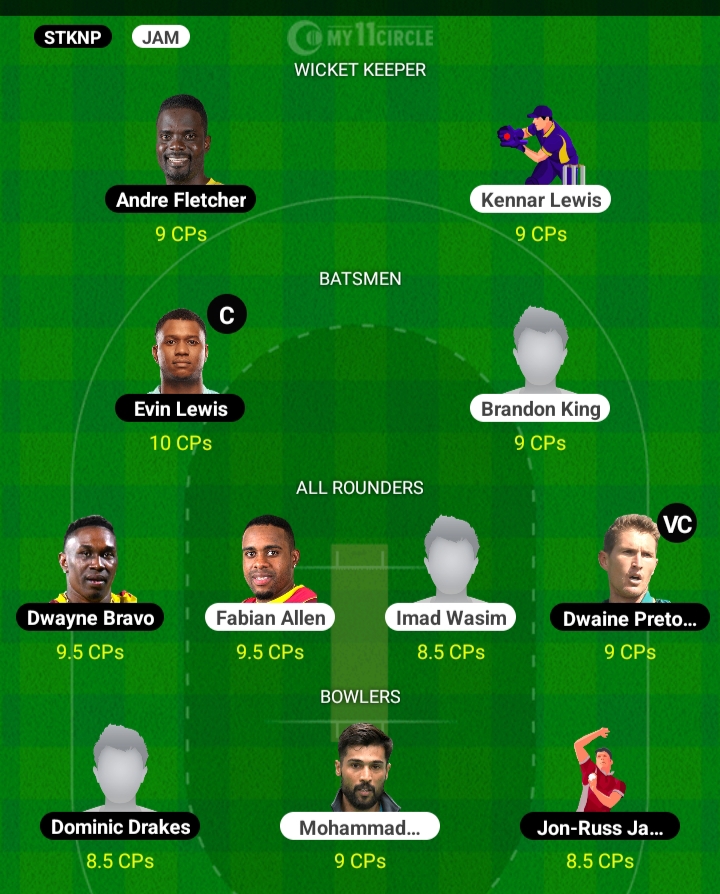 STKNP JAM MY11CIRCLE
WICKET KEEPER
Andre Fletcher Kennar Lewis
9 CPs 9 CPs
BATSMEN
C
Evin Lewis Brandon King
10 CPs 9 CPs
ALL ROUNDERS
VC
Dwayne Bravo Fabian Allen Imad Wasim Dwaine Preto...
9.5 CPs 9.5 CPs 8.5 CPs 9 CPs
BOWLERS
Dominic Drakes Mohammad... Jon-Russ Ja...
8.5 CPs 9 CPs 8.5 CPs